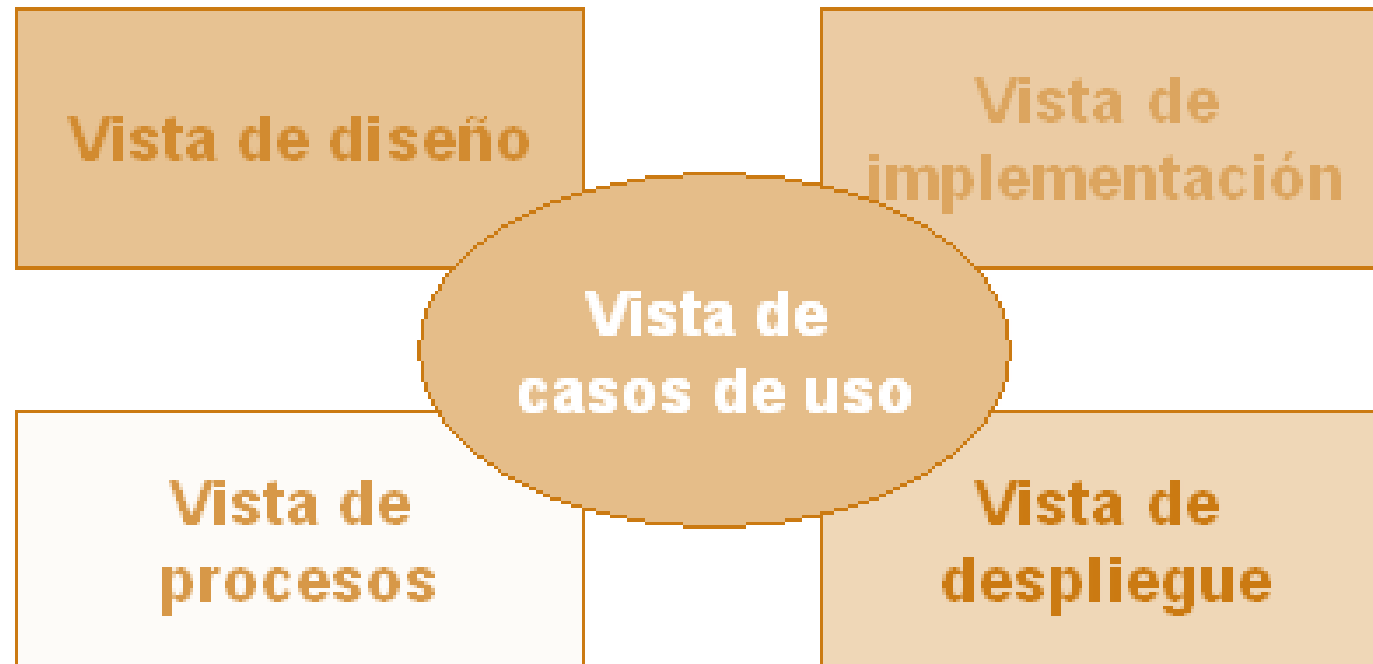 Vista de diseño
Vista de
implementación
Vista de
casos de uso
Vista de
procesos
Vista de
despliegue